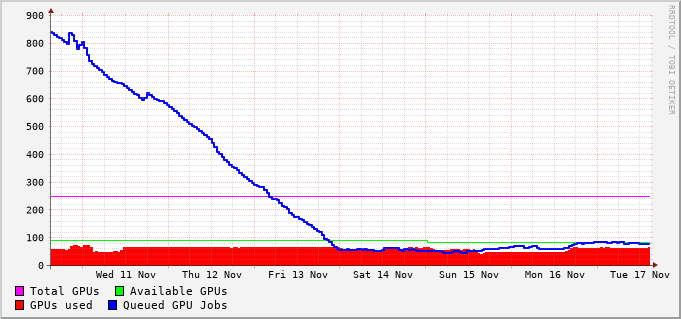 900
800
700
600
500
400
300
200
100
0
Wed 11 Nov Thu 12 Nov Fri 13 Nov Sat 14 Nov Sun 15 Nov Mon 16 Nov Tue 17 Nov
Total GPUs Available GPUs
GPUs used Queued GPU Jobs
RRDTOOL / TOBI OETIKER